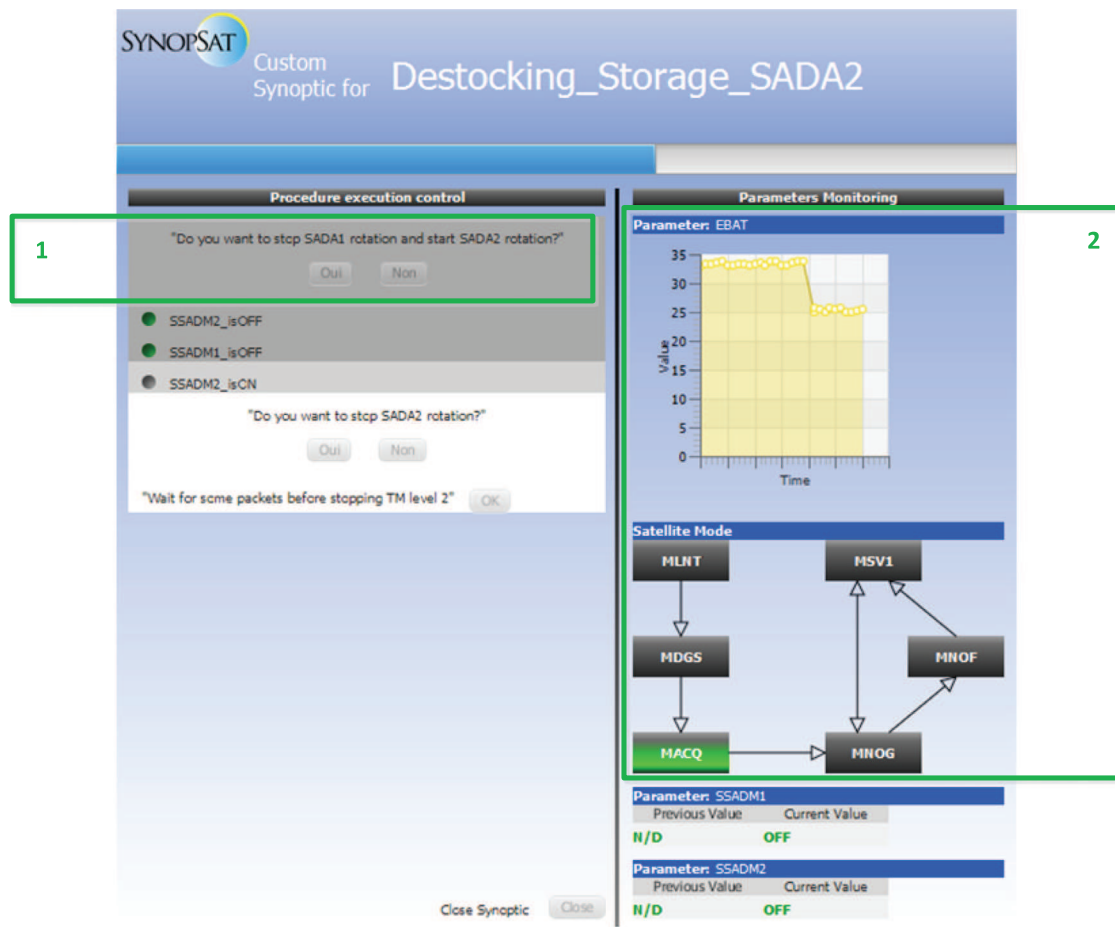 SYNOPSAT
Custom
Synoptic for Destocking_Storage_SADA2
Procedure execution control
1
"Do you want to stop SADA1 rotation and start SADA2 rotation?"
Oui Non
SSADM2_isOFF
SSADM1_isOFF
SSADM2_isON
"Do you want to stop SADA2 rotation?"
Oui Non
"Wait for some packets before stopping TM level 2" OK
Close Synoptic Close
Parameters Monitoring
2
Parameter: EBAT
35
30
25
20
15
10
5
0
Value
Time
Satellite Mode
MLNT MSV1
MDGS MNOF
MACQ MNOG
Parameter: SSADM1
Previous Value Current Value
N/D OFF
Parameter: SSADM2
Previous Value Current Value
N/D OFF